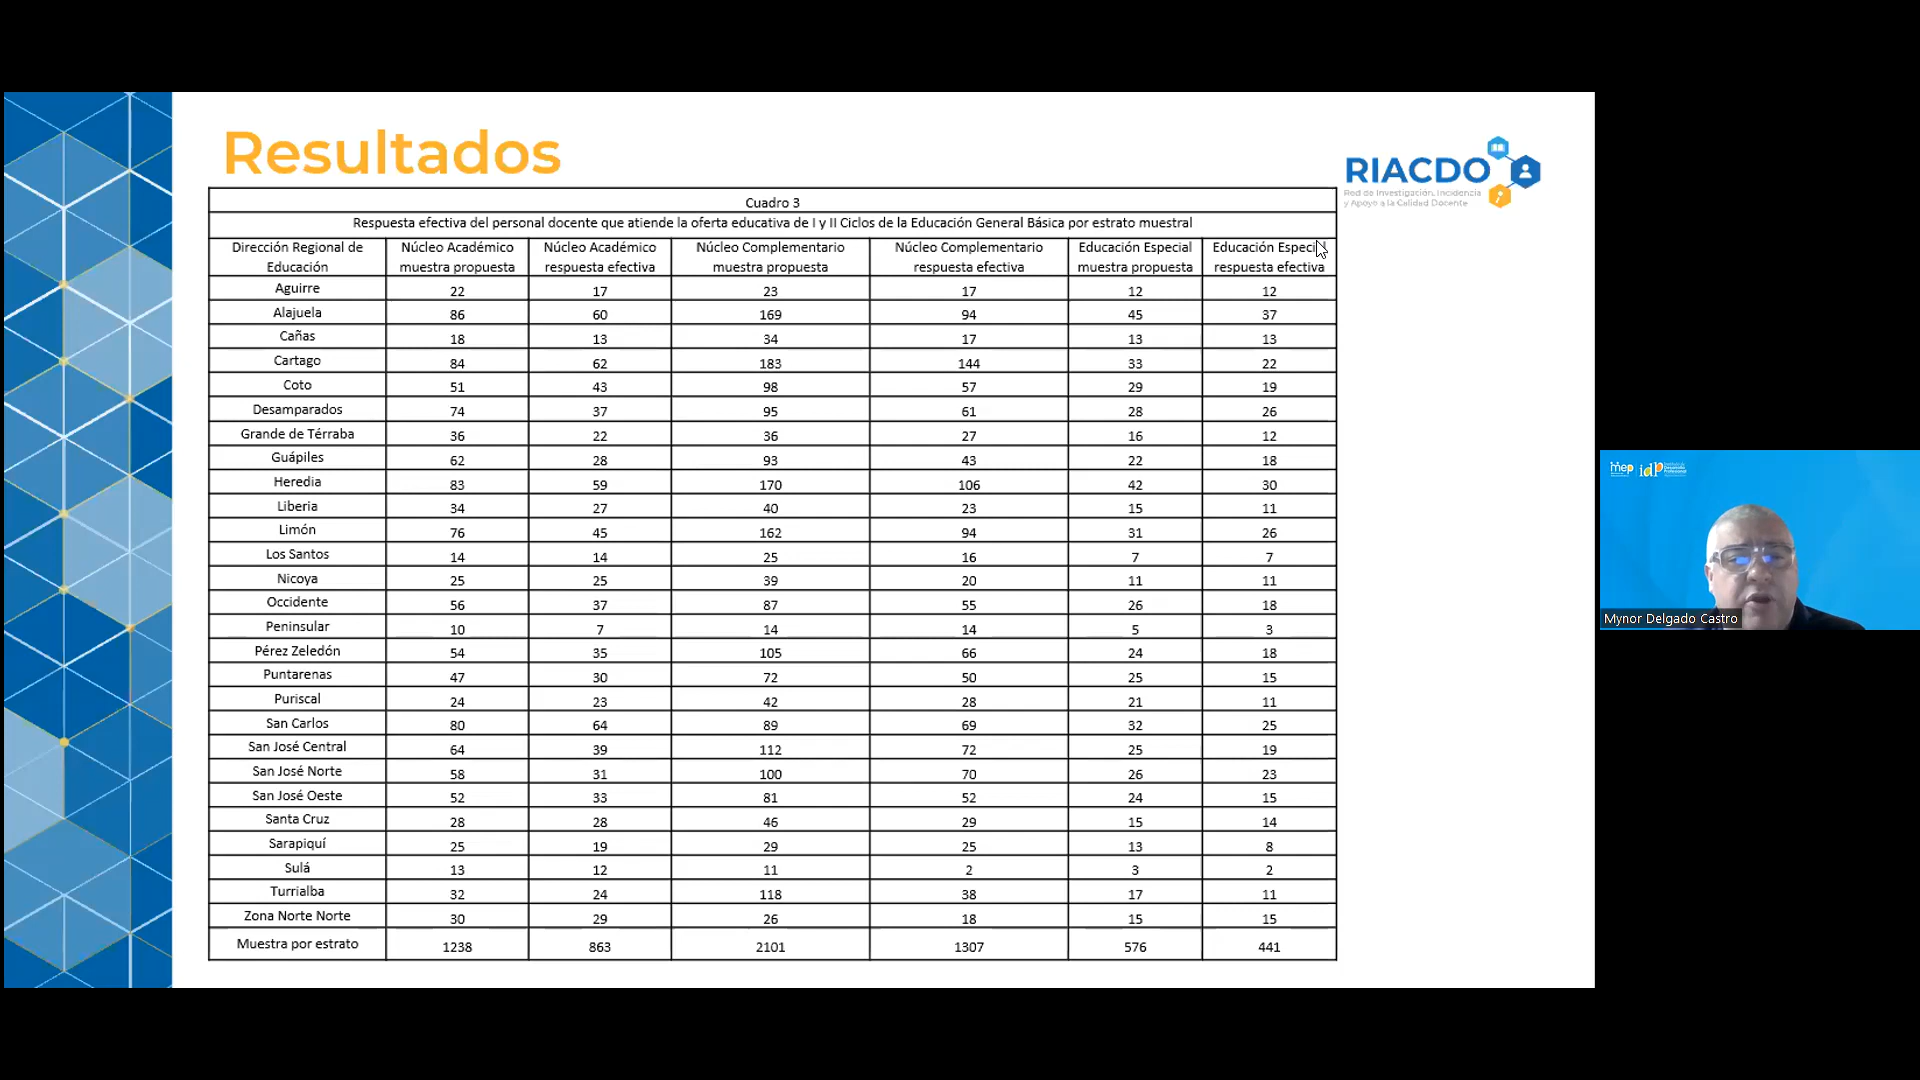 Resultados
RIACDO
Red de Investigación, Incidencia
y Apoyo a la Calidad Docente
Cuadro 3
Respuesta efectiva del personal docente que atiende la oferta educativa de I y II Ciclos de la Educación General Básica por estrato muestral
Dirección Regional de Educación Núcleo Académico muestra propuesta Núcleo Académico respuesta efectiva Núcleo Complementario muestra propuesta Núcleo Complementario respuesta efectiva Educación Especial muestra propuesta Educación Especial respuesta efectiva
Aguirre 22 17 23 17 12 12
Alajuela 86 60 169 94 45 37
Cañas 18 13 34 17 13 13
Cartago 84 62 183 144 33 22
Coto 51 43 98 57 29 19
Desamparados 74 37 95 61 28 26
Grande de Térraba 36 22 36 27 16 12
Guápiles 62 28 93 43 22 18
Heredia 83 59 170 106 42 30
Liberia 34 27 40 23 15 11
Limón 76 45 162 94 31 26
Los Santos 14 14 25 16 7 7
Nicoya 25 25 39 20 11 11
Occidente 56 37 87 55 26 18
Peninsular 10 7 14 14 5 3
Pérez Zeledón 54 35 105 66 24 18
Puntarenas 47 30 72 50 25 15
Puriscal 24 23 42 28 21 11
San Carlos 80 64 89 69 32 25
San José Central 64 39 112 72 25 19
San José Norte 58 31 100 70 26 23
San José Oeste 52 33 81 52 24 15
Santa Cruz 28 28 46 29 15 14
Sarapiquí 25 19 29 25 13 8
Sulá 13 12 11 2 3 2
Turrialba 32 24 118 38 17 11
Zona Norte Norte 30 29 26 18 15 15
Muestra por estrato 1238 863 2101 1307 576 441
mep idp
Mynor Delgado Castro